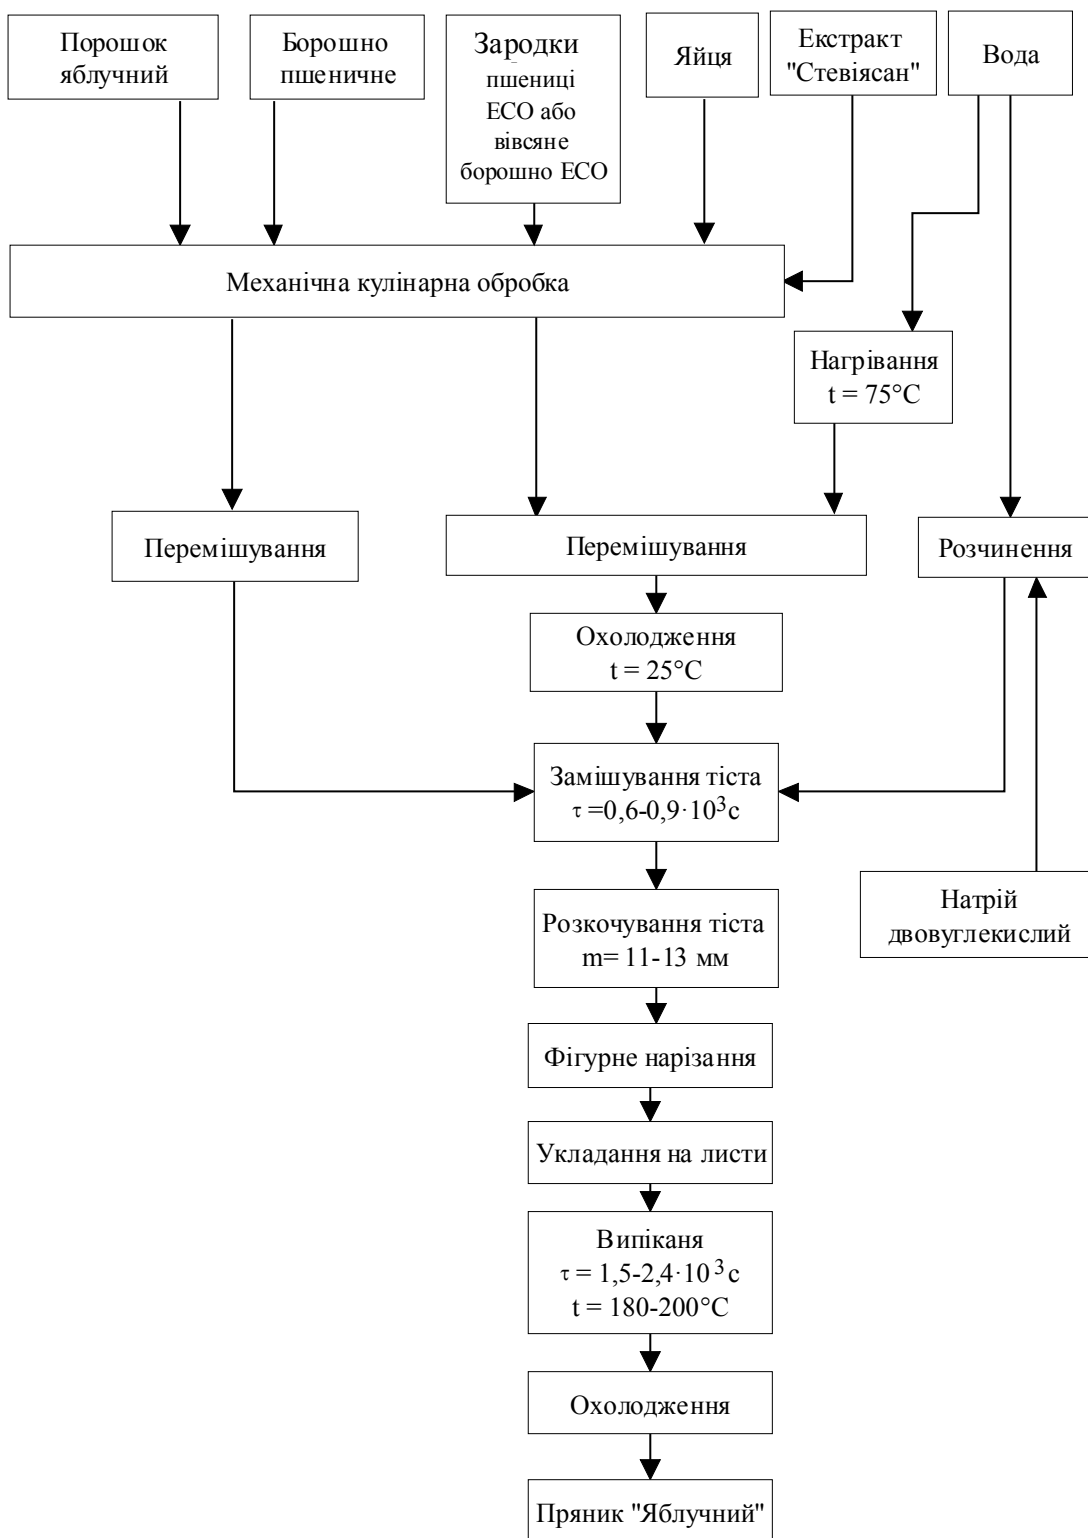 Порошок
яблучний
Борошно
пшеничне
Зародки
пшениці
ЕСО або
вівсяне
борошно ЕСО
Яйця
Екстракт
"Стевіясан"
Вода
Механічна кулінарна обробка
Нагрівання
t = 75°С
Перемішування
Перемішування
Розчинення
Охолодження
t = 25°С
Замішування тіста
τ =0,6-0,9·10³с
Розкочування тіста
m= 11-13 мм
Натрій
двовуглекислий
Фігурне нарізання
Укладання на листи
Випіканя
τ = 1,5-2,4·10³с
t = 180-200°С
Охолодження
Пряник "Яблучний"